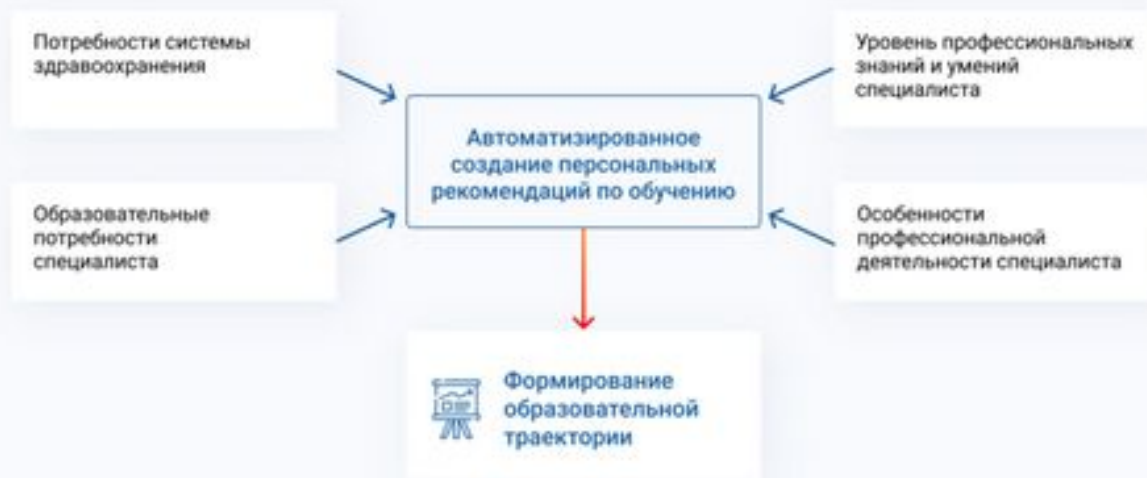 Потребности системы
здравоохранения
Уровень профессиональных
знаний и умений
специалиста
Автоматизированное
создание персональных
рекомендаций по обучению
Образовательные
потребности
специалиста
Особенности
профессиональной
деятельности специалиста
Формирование
образовательной
траектории